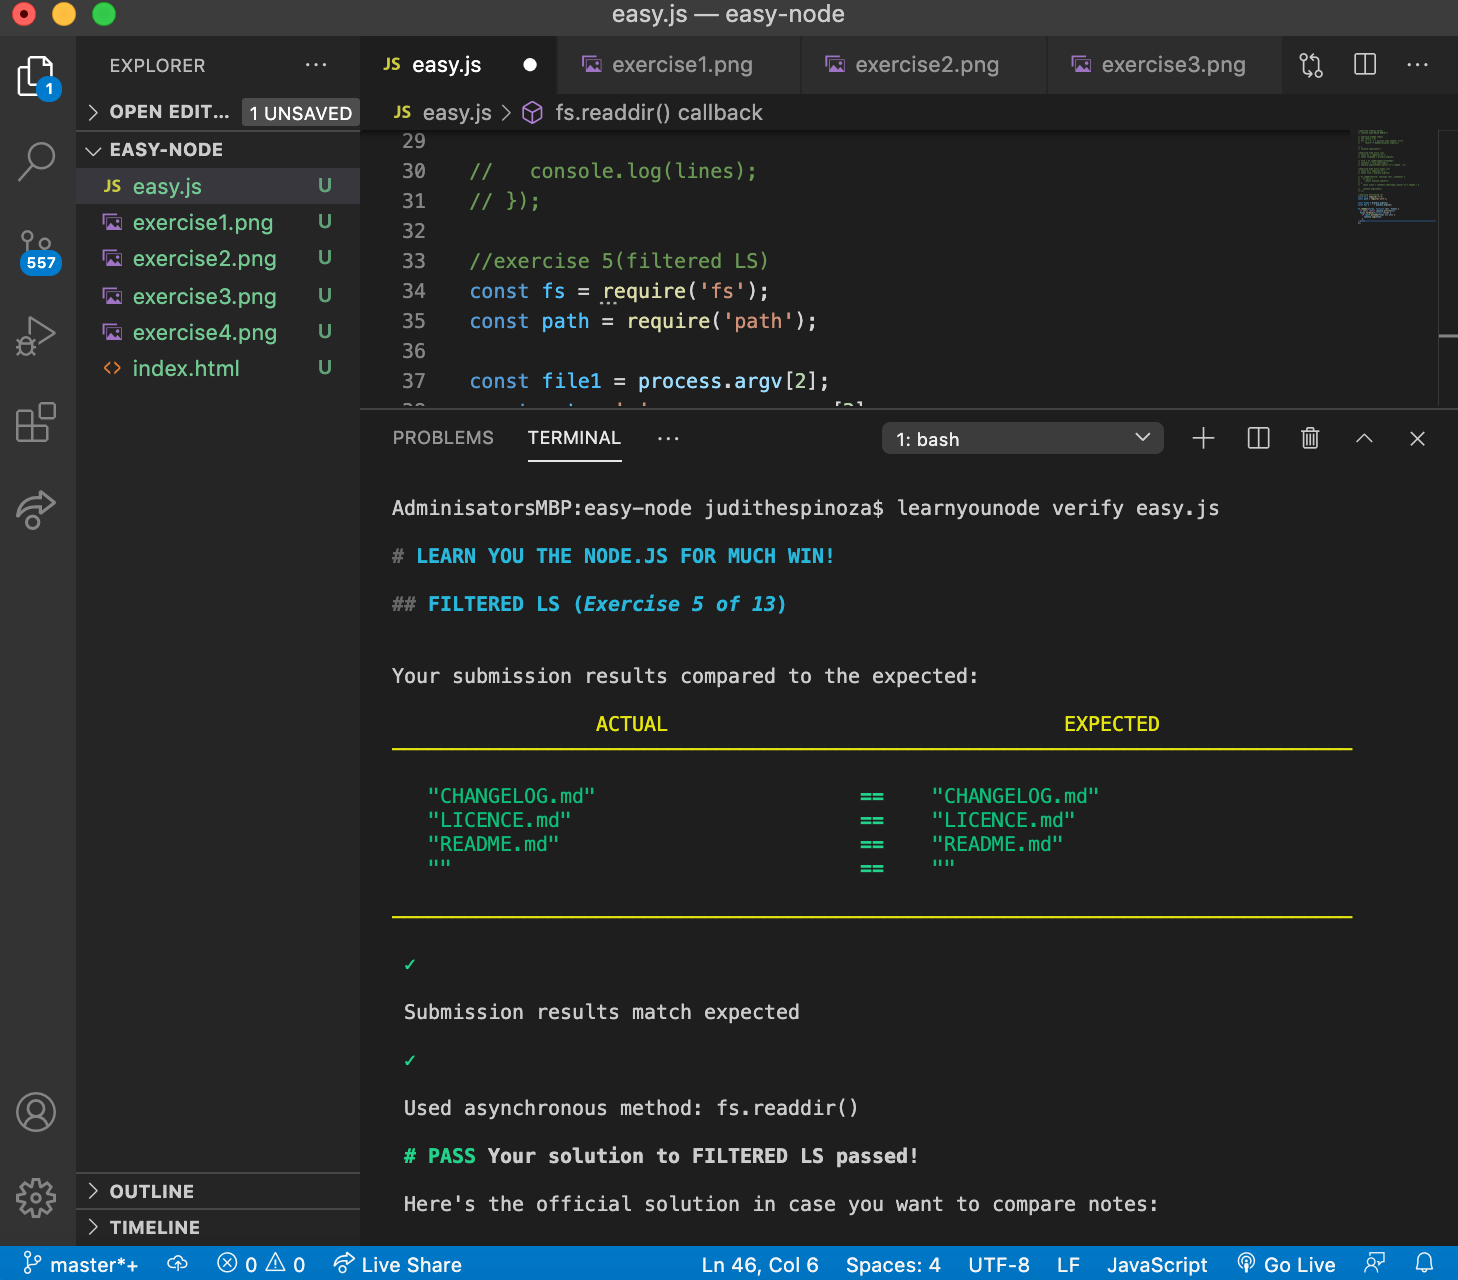 easy.js — easy-node
EXPLORER ...
JS easy.js
exercise1.png
exercise2.png
exercise3.png
...
1
OPEN EDIT... 1 UNSAVED
JS easy.js > fs.readdir() callback
EASY-NODE
JS easy.js U
exercise1.png U
exercise2.png U
exercise3.png U
exercise4.png U
<> index.html U
557
29
30 //   console.log(lines);
31 // });
32
33 //exercise 5(filtered LS)
34 const fs = require('fs');
35 const path = require('path');
36
37 const file1 = process.argv[2];
PROBLEMS TERMINAL ... 1: bash
AdminisatorsMBP:easy-node judithespinoza$ learnyounode verify easy.js
# LEARN YOU THE NODE.JS FOR MUCH WIN!
## FILTERED LS (Exercise 5 of 13)
Your submission results compared to the expected:
ACTUAL EXPECTED
"CHANGELOG.md" == "CHANGELOG.md"
"LICENCE.md" == "LICENCE.md"
"README.md" == "README.md"
"" == ""
✓
Submission results match expected
✓
Used asynchronous method: fs.readdir()
# PASS Your solution to FILTERED LS passed!
Here's the official solution in case you want to compare notes:
OUTLINE
TIMELINE
master*+ 0 0 Live Share Ln 46, Col 6 Spaces: 4 UTF-8 LF JavaScript Go Live